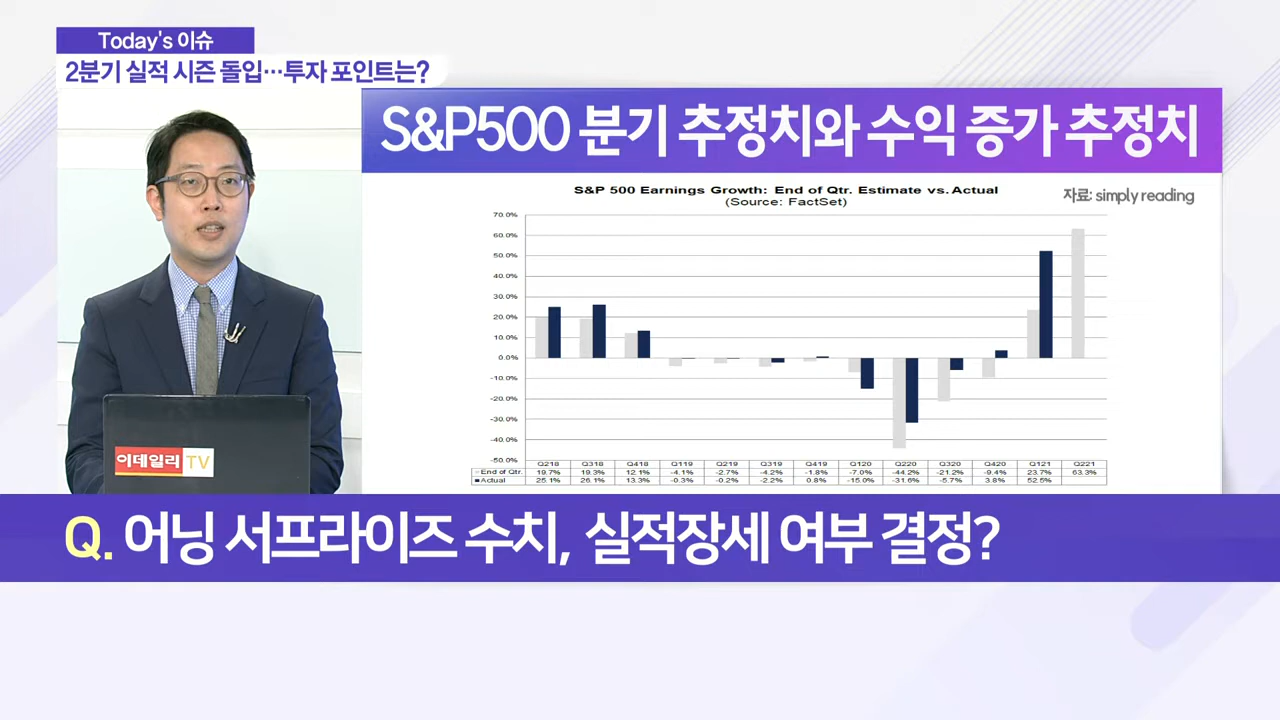 Today's 이슈
2분기 실적 시즌 돌입…투자 포인트는?
S&P500 분기 추정치와 수익 증가 추정치
S&P 500 Earnings Growth: End of Qtr. Estimate vs. Actual
(Source: FactSet)
자료: simply reading
70.0%
60.0%
50.0%
40.0%
30.0%
20.0%
10.0%
0.0%
-10.0%
-20.0%
-30.0%
-40.0%
-50.0%
Q218 Q318 Q418 Q119 Q219 Q319 Q419 Q120 Q220 Q320 Q420 Q121 Q221
End of Qtr. 19.7% 19.3% 12.1% -4.1% -2.7% -4.2% -1.8% -7.0% -44.2% -21.2% -9.4% 23.7% 63.3%
Actual 25.1% 26.1% 13.3% -0.3% -0.2% -2.2% 0.8% -15.0% -31.6% -5.7% 3.8% 52.5%
이데일리 TV
Q. 어닝 서프라이즈 수치, 실적장세 여부 결정?